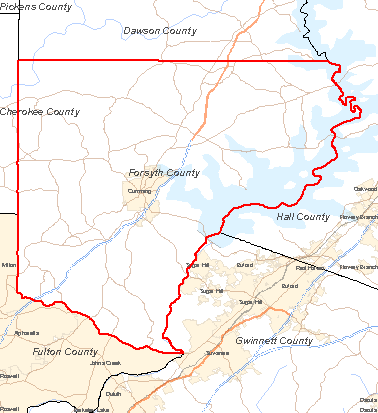 Pickens County
Dawson County
Cherokee County
Forsyth County
Cumming
Oakwood
Hall County
Flowery Branch
Sugar Hill
Buford
Rest Haven
Flowery Branch
Milton
Buford
Sugar Hill
Sugar Hill
Alpharetta
Gwinnett County
Fulton County
Suwanee
Johns Creek
Roswell
Duluth
Dacula
Roswell
Berkeley Lake
Dacula